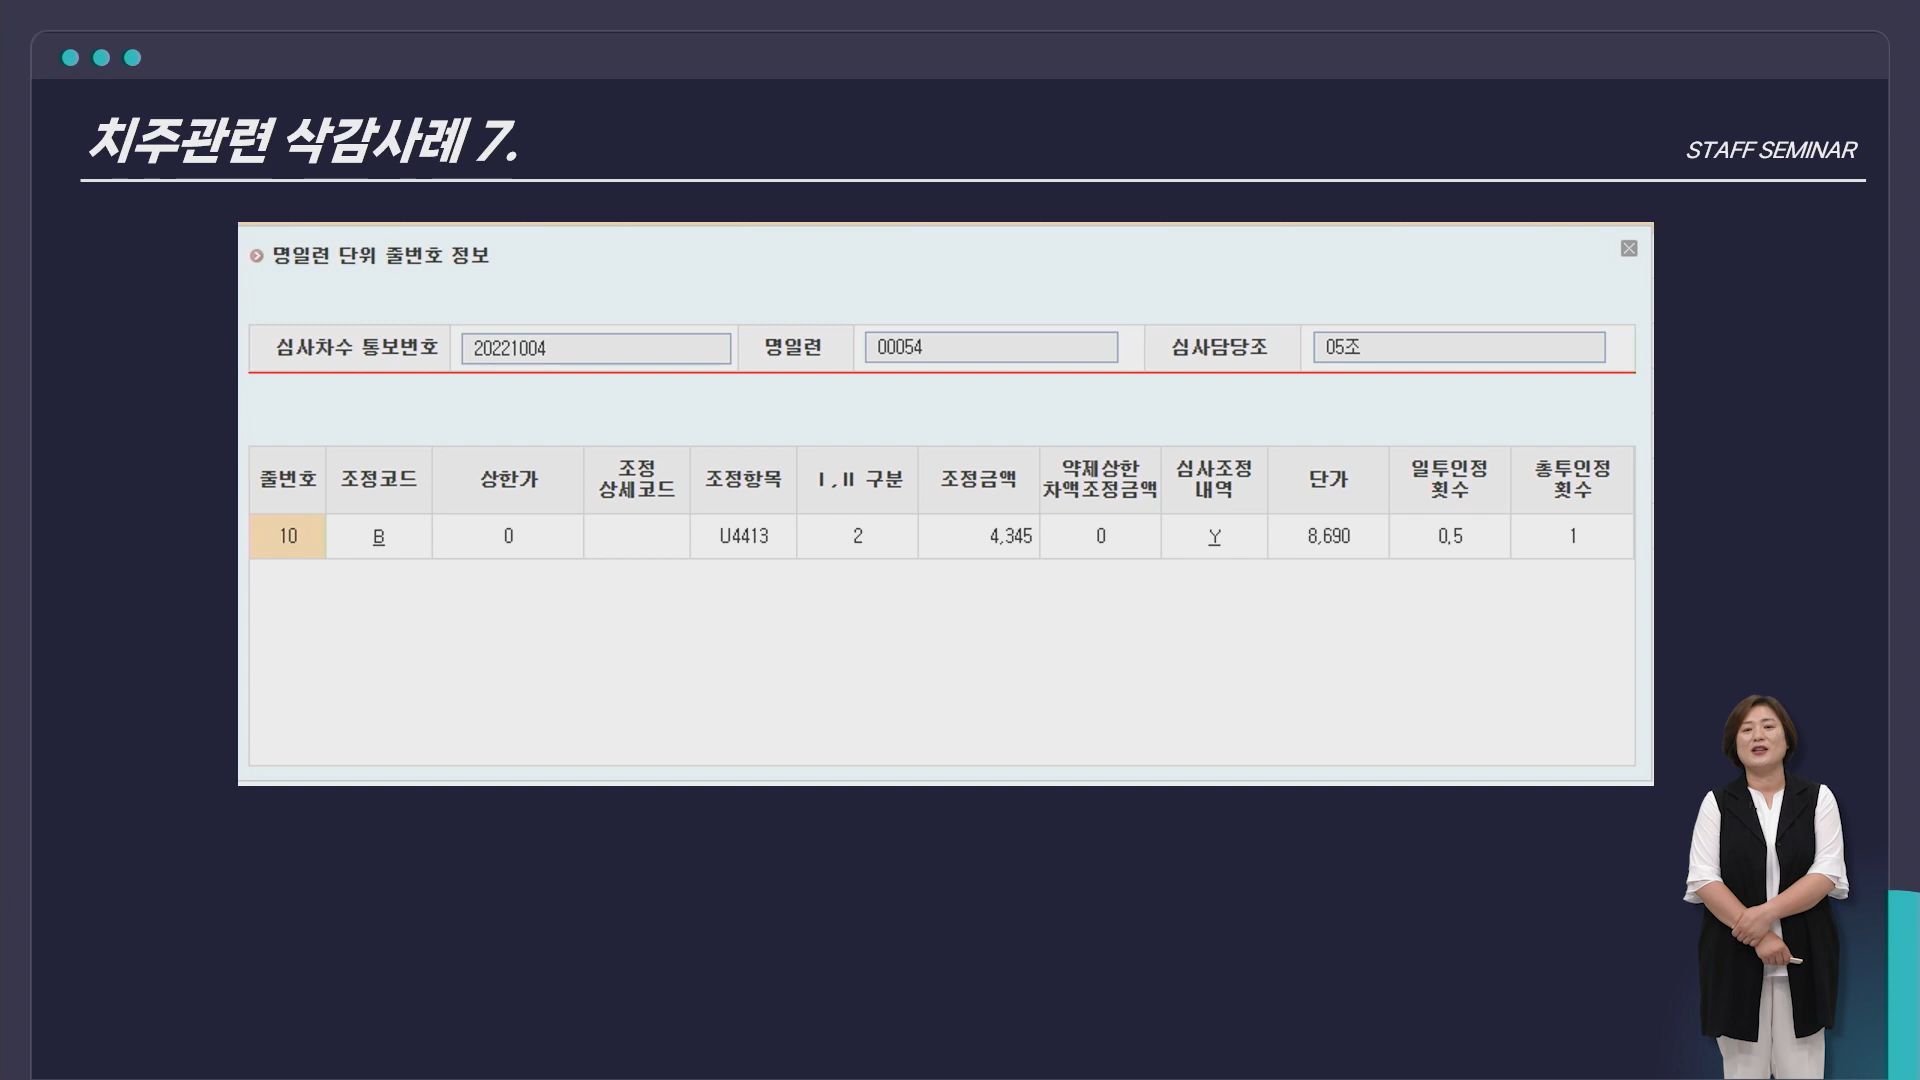 치주관련 삭감사례 7.
STAFF SEMINAR
명일련 단위 줄번호 정보
심사차수 통보번호 20221004 명일련 00054 심사담당조 05조
줄번호 조정코드 상한가 조정 상세코드 조정항목 Ⅰ,Ⅱ 구분 조정금액 약제상한 차액조정금액 심사조정 내역 단가 일투인정 횟수 총투인정 횟수
10 B 0 U4413 2 4,345 0 Y 8,690 0.5 1